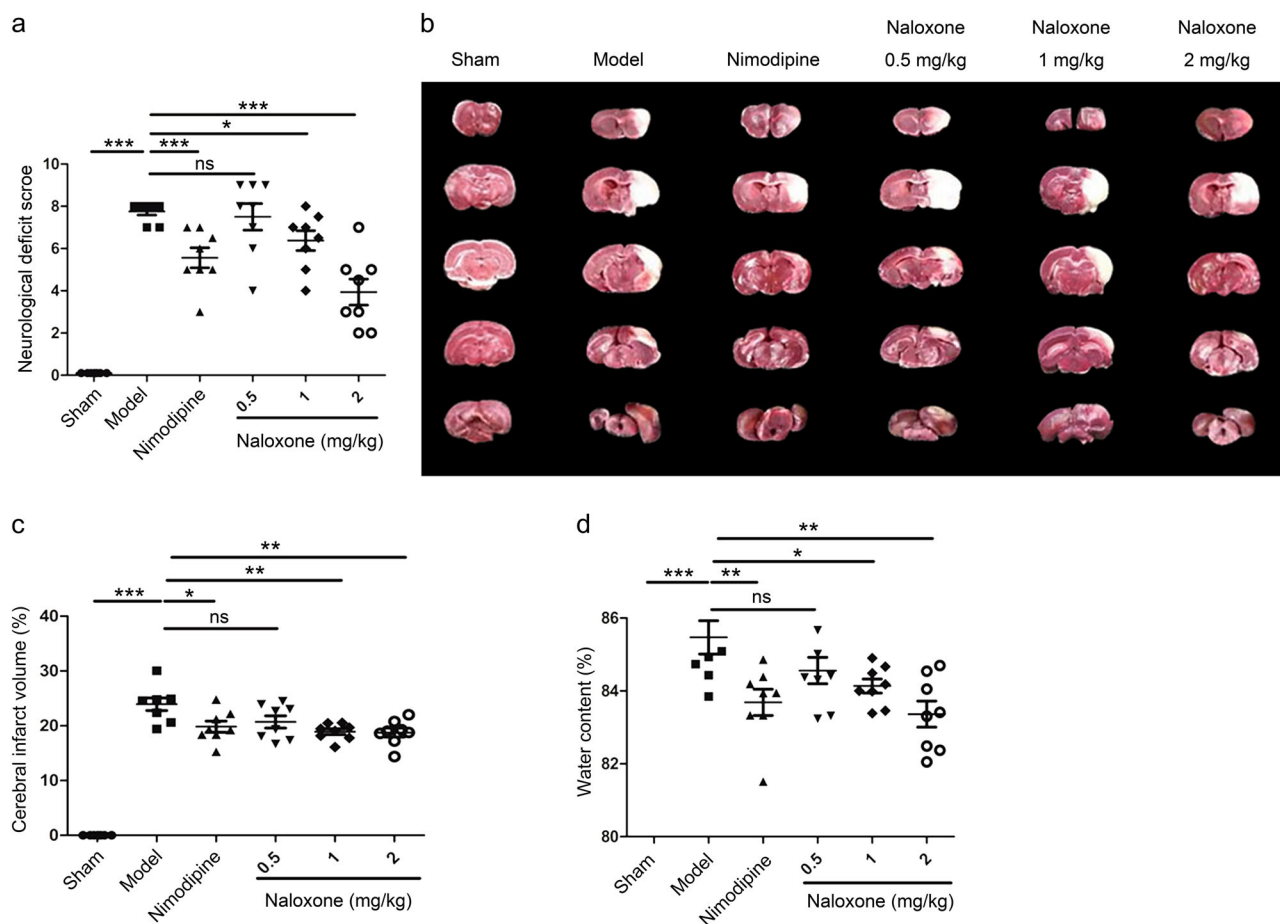 a
***
*
*** ***
ns
Neurological deficit scroe
10
8
6
4
2
0
Sham
Model
Nimodipine
0.5
1
2
Naloxone (mg/kg)
b
Sham
Model
Nimodipine
Naloxone
0.5 mg/kg
Naloxone
1 mg/kg
Naloxone
2 mg/kg
c
**
**
*** *
ns
Cerebral infarct volume (%)
40
30
20
10
0
Sham
Model
Nimodipine
0.5
1
2
Naloxone (mg/kg)
d
**
*
*** **
ns
Water content (%)
86
84
82
80
Sham
Model
Nimodipine
0.5
1
2
Naloxone (mg/kg)